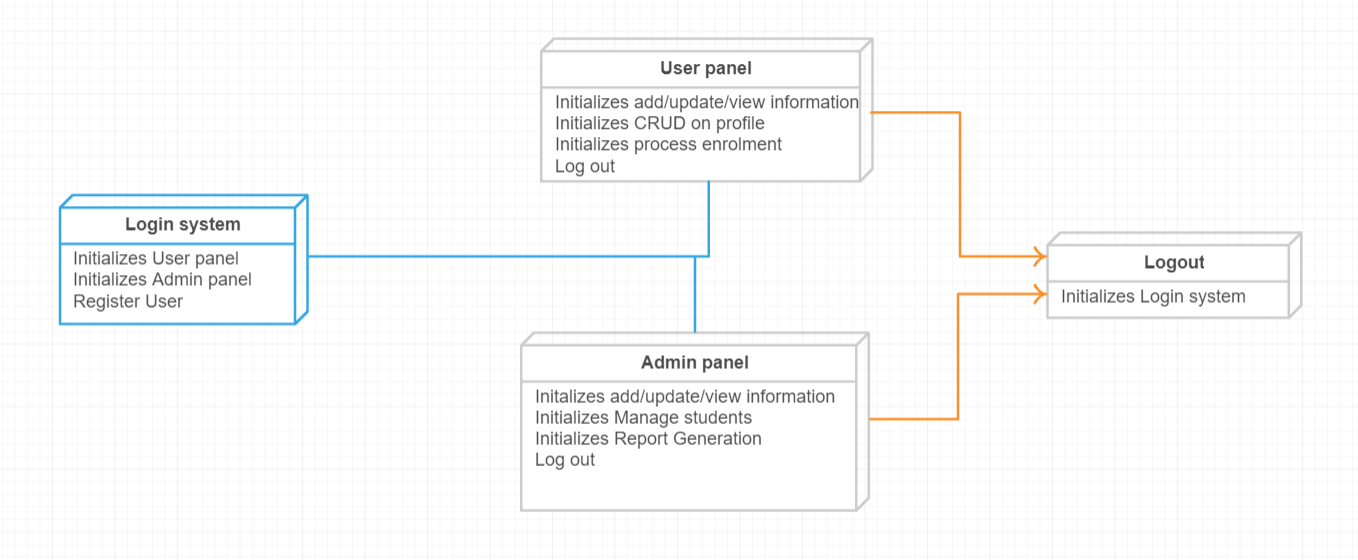 User panel
Initializes add/update/view information
Initializes CRUD on profile
Initializes process enrolment
Log out
Login system
Initializes User panel
Initializes Admin panel
Register User
Logout
Initializes Login system
Admin panel
Initalizes add/update/view information
Initializes Manage students
Initializes Report Generation
Log out